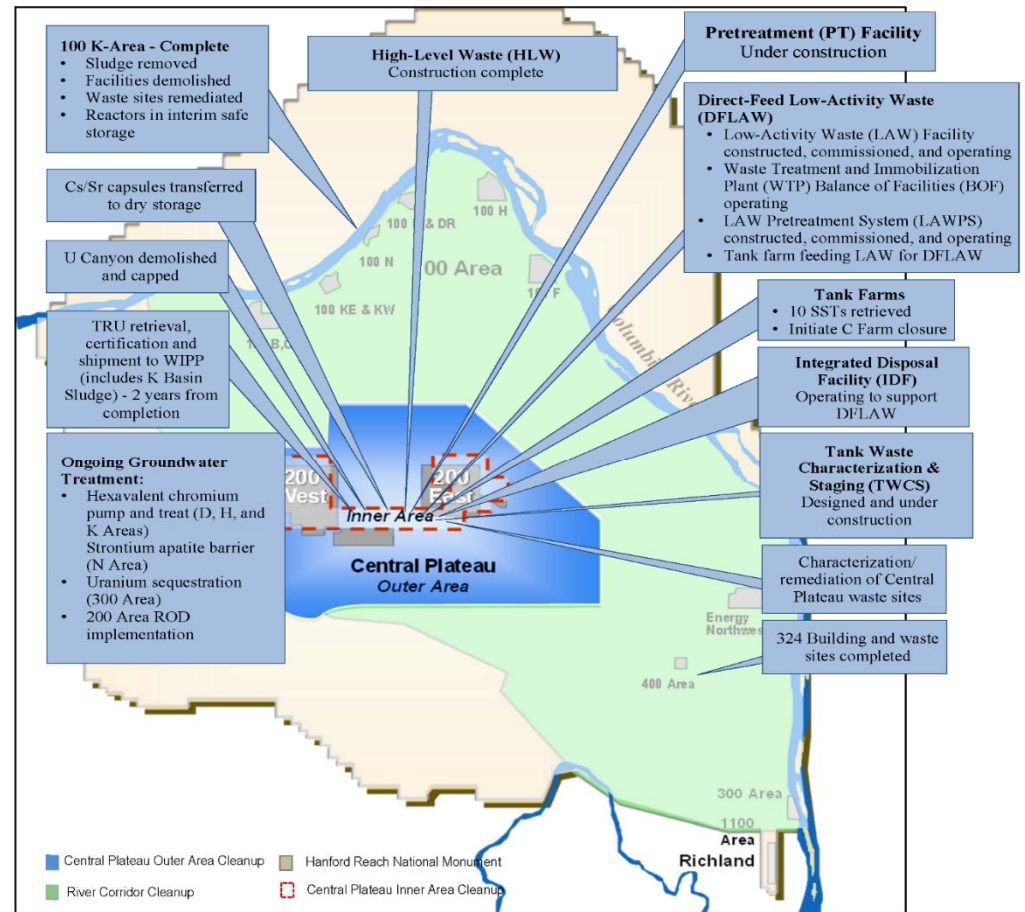 100 K-Area - Complete
• Sludge removed
• Facilities demolished
• Waste sites remediated
• Reactors in interim safe
storage
High-Level Waste (HLW)
Construction complete
Pretreatment (PT) Facility
Under construction
Direct-Feed Low-Activity Waste
(DFLAW)
• Low-Activity Waste (LAW) Facility
constructed, commissioned, and operating
• Waste Treatment and Immobilization
Plant (WTP) Balance of Facilities (BOF)
operating
• LAW Pretreatment System (LAWPS)
constructed, commissioned, and operating
• Tank farm feeding LAW for DFLAW
Cs/Sr capsules transferred
to dry storage
U Canyon demolished
and capped
TRU retrieval,
certification and
shipment to WIPP
(includes K Basin
Sludge) - 2 years from
completion
Ongoing Groundwater
Treatment:
• Hexavalent chromium
pump and treat (D, H, and
K Areas)
Strontium apatite barrier
(N Area)
• Uranium sequestration
(300 Area)
• 200 Area ROD
implementation
Tank Farms
• 10 SSTs retrieved
• Initiate C Farm closure
Integrated Disposal
Facility (IDF)
Operating to support
DFLAW
Tank Waste
Characterization &
Staging (TWCS)
Designed and under
construction
Characterization/
remediation of Central
Plateau waste sites
324 Building and waste
sites completed
100 & DR
100 H
100 N
00 Area
100 KE & KW
F
B,C
Columbia River
200
West
200
East
Inner Area
Central Plateau
Outer Area
Energy
Northwes
400 Area
300 Area
1100
Area
Richland
Central Plateau Outer Area Cleanup
Hanford Reach National Monument
River Corridor Cleanup
Central Plateau Inner Area Cleanup